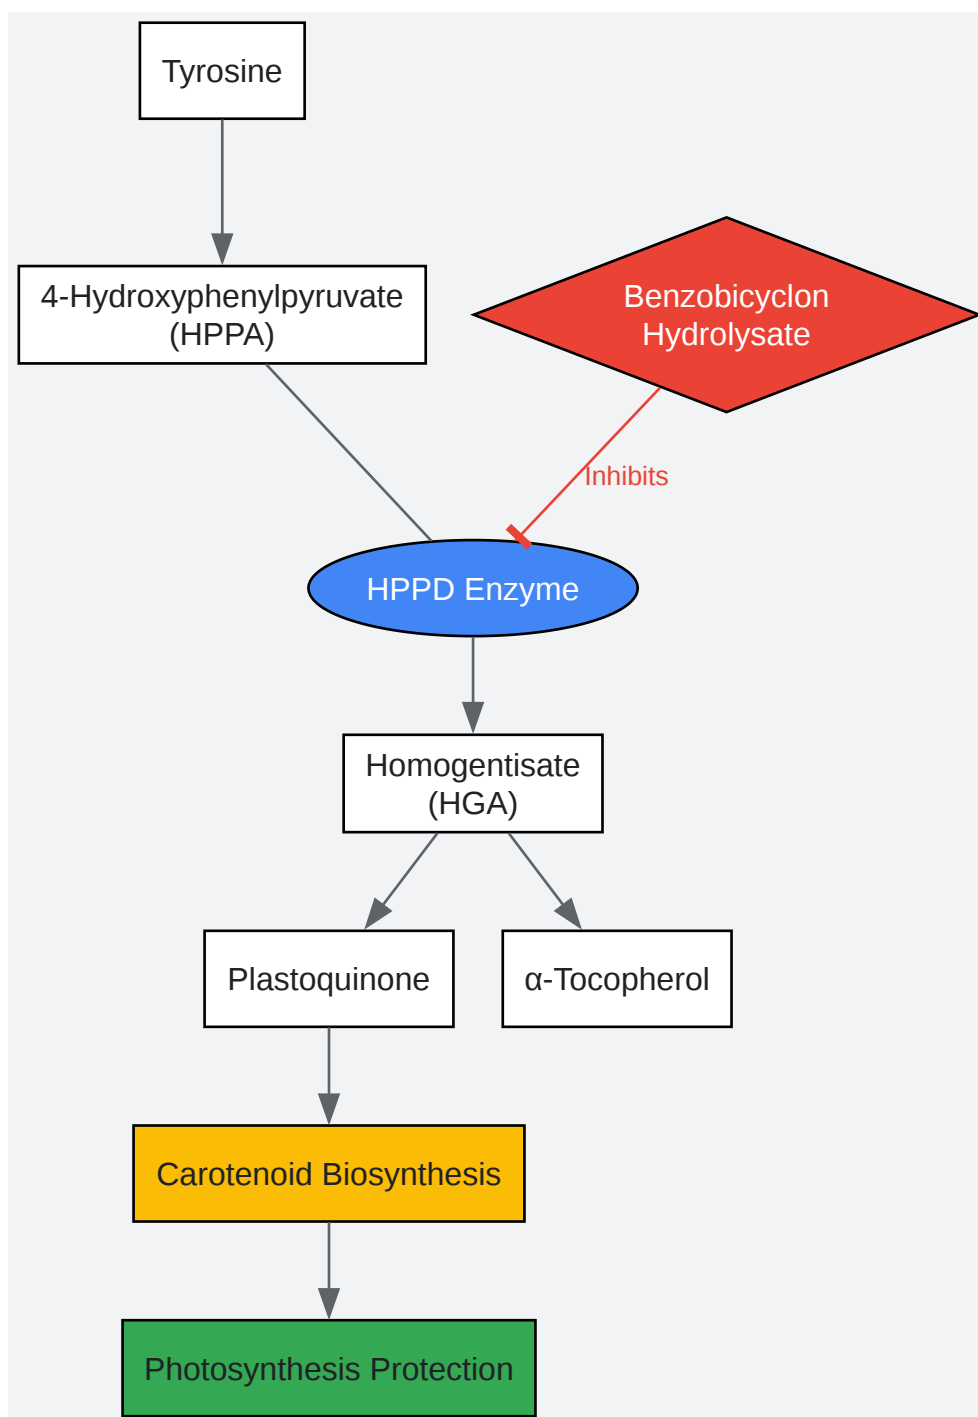 Tyrosine
4-Hydroxyphenylpyruvate
(HPPA)
Benzobicyclon
Hydrolysate
Inhibits
HPPD Enzyme
Homogentisate
(HGA)
Plastoquinone
α-Tocopherol
Carotenoid Biosynthesis
Photosynthesis Protection